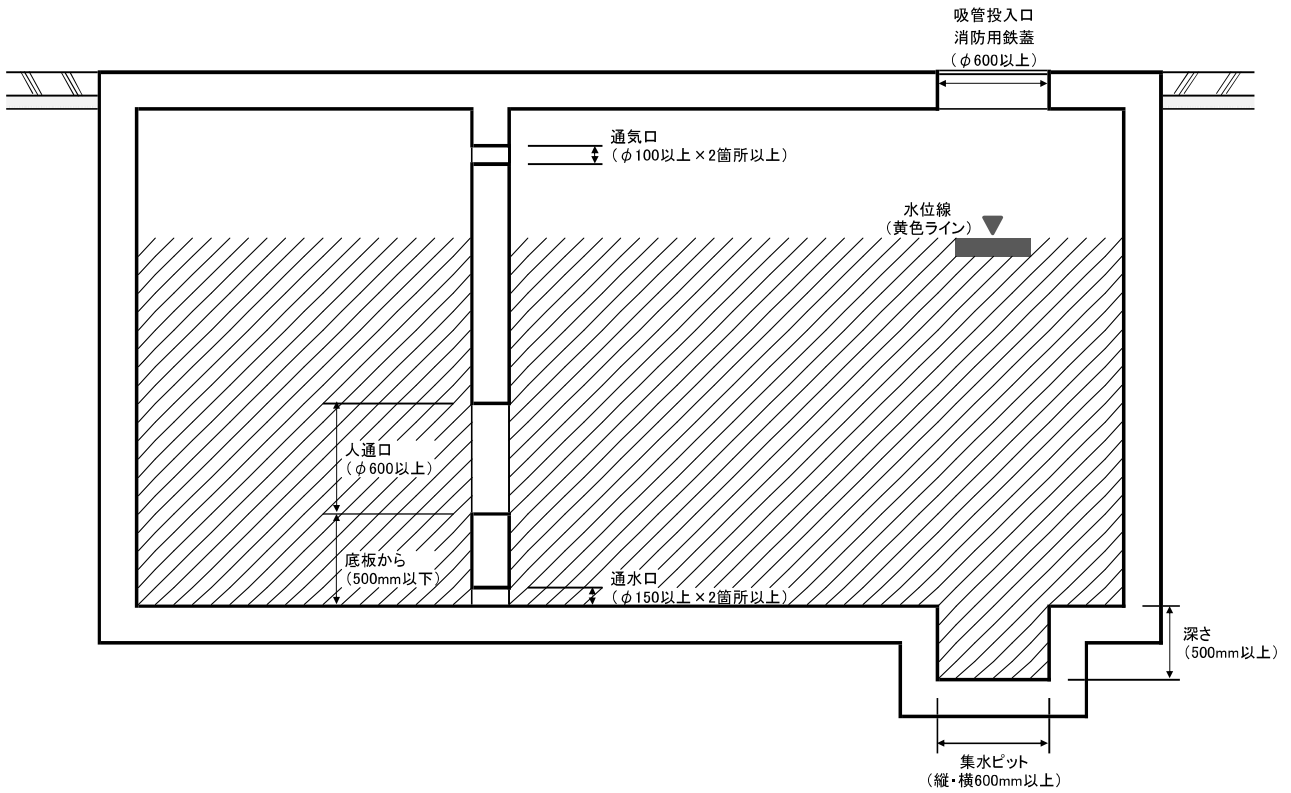 吸管投入口
消防用鉄蓋
（φ600以上）
通気口
（φ100以上×2箇所以上）
水位線
（黄色ライン）
人通口
（φ600以上）
底板から
（500mm以下）
通水口
（φ150以上×2箇所以上）
深さ
（500mm以上）
集水ピット
（縦・横600mm以上）